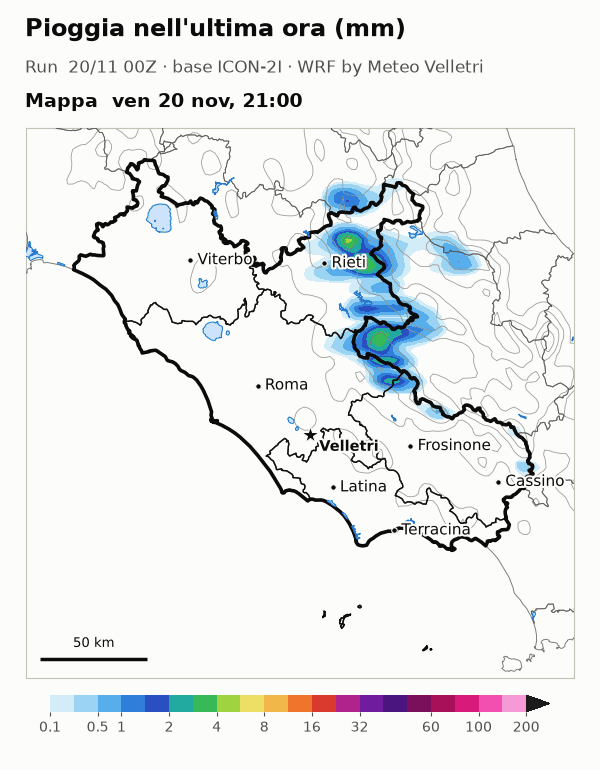 Pioggia nell'ultima ora (mm)
Run  20/11 00Z · base ICON-2I · WRF by Meteo Velletri
Mappa  ven 20 nov, 21:00
Viterbo
Rieti
Roma
Velletri
Frosinone
Latina
Cassino
Terracina
50 km
0.1 0.5 1 2 4 8 16 32 60 100 200